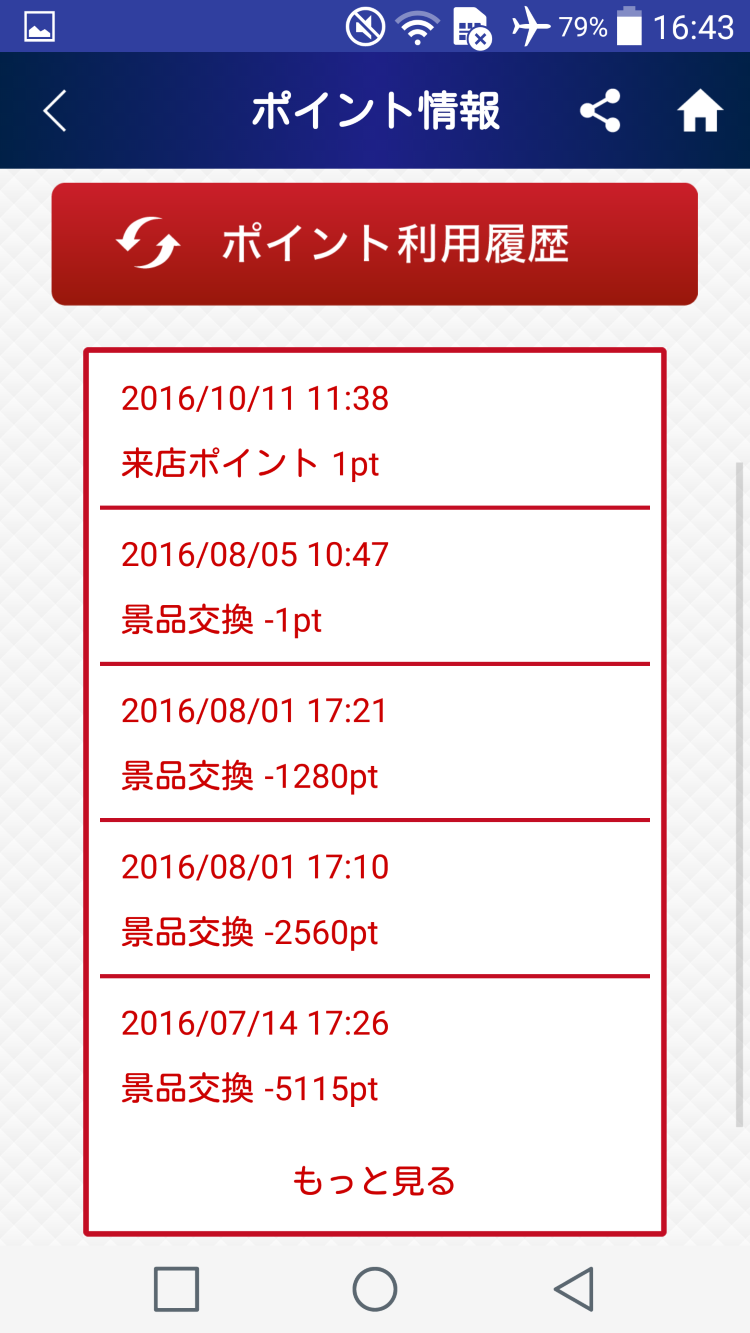 79% 16:43
ポイント情報
ポイント利用履歴
2016/10/11 11:38
来店ポイント 1pt
2016/08/05 10:47
景品交換 -1pt
2016/08/01 17:21
景品交換 -1280pt
2016/08/01 17:10
景品交換 -2560pt
2016/07/14 17:26
景品交換 -5115pt
もっと見る